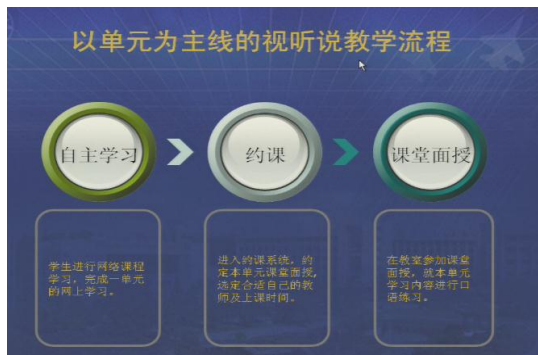 以单元为主线的视听说教学流程
自主学习
约课
课堂面授
学生进行网络课程
学习，完成一单元
的网上学习。
进入约课系统，约
定本单元课堂面授，
选定合适自己的教
师及上课时间。
在教室参加课堂
面授，就本单元
学习内容进行口
语练习。